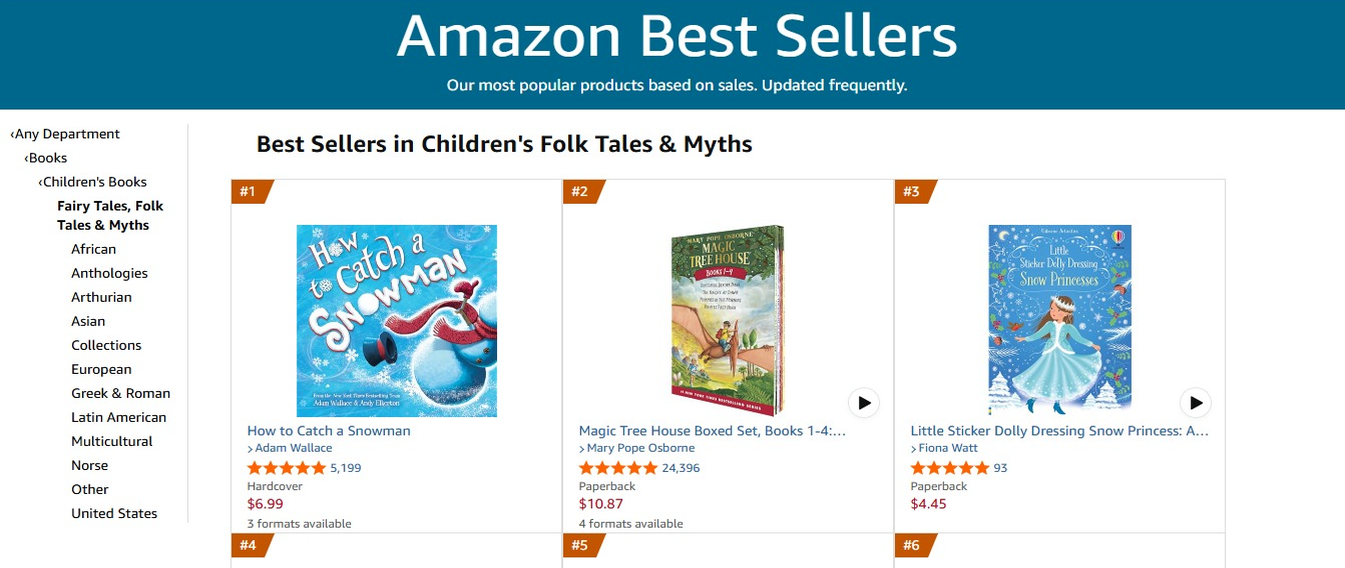 Amazon Best Sellers
Our most popular products based on sales. Updated frequently.
‹Any Department
‹Books
‹Children's Books
Fairy Tales, Folk
Tales & Myths
African
Anthologies
Arthurian
Asian
Collections
European
Greek & Roman
Latin American
Multicultural
Norse
Other
United States
Best Sellers in Children's Folk Tales & Myths
#1
How
to Catch a
SNOWMAN
From the New York Times Bestselling Team
Adam Wallace & Andy Elkerton
How to Catch a Snowman
›Adam Wallace
5,199
Hardcover
$6.99
3 formats available
#2
MARY POPE OSBORNE
MAGIC
TREE HOUSE
BOOKS 1–4
#1 NEW YORK TIMES BESTSELLING SERIES
Magic Tree House Boxed Set, Books 1-4:...
›Mary Pope Osborne
24,396
Paperback
$10.87
4 formats available
#3
Usborne Activities
Little
Sticker Dolly Dressing
Snow Princesses
Little Sticker Dolly Dressing Snow Princess: A...
›Fiona Watt
93
Paperback
$4.45
#4
#5
#6